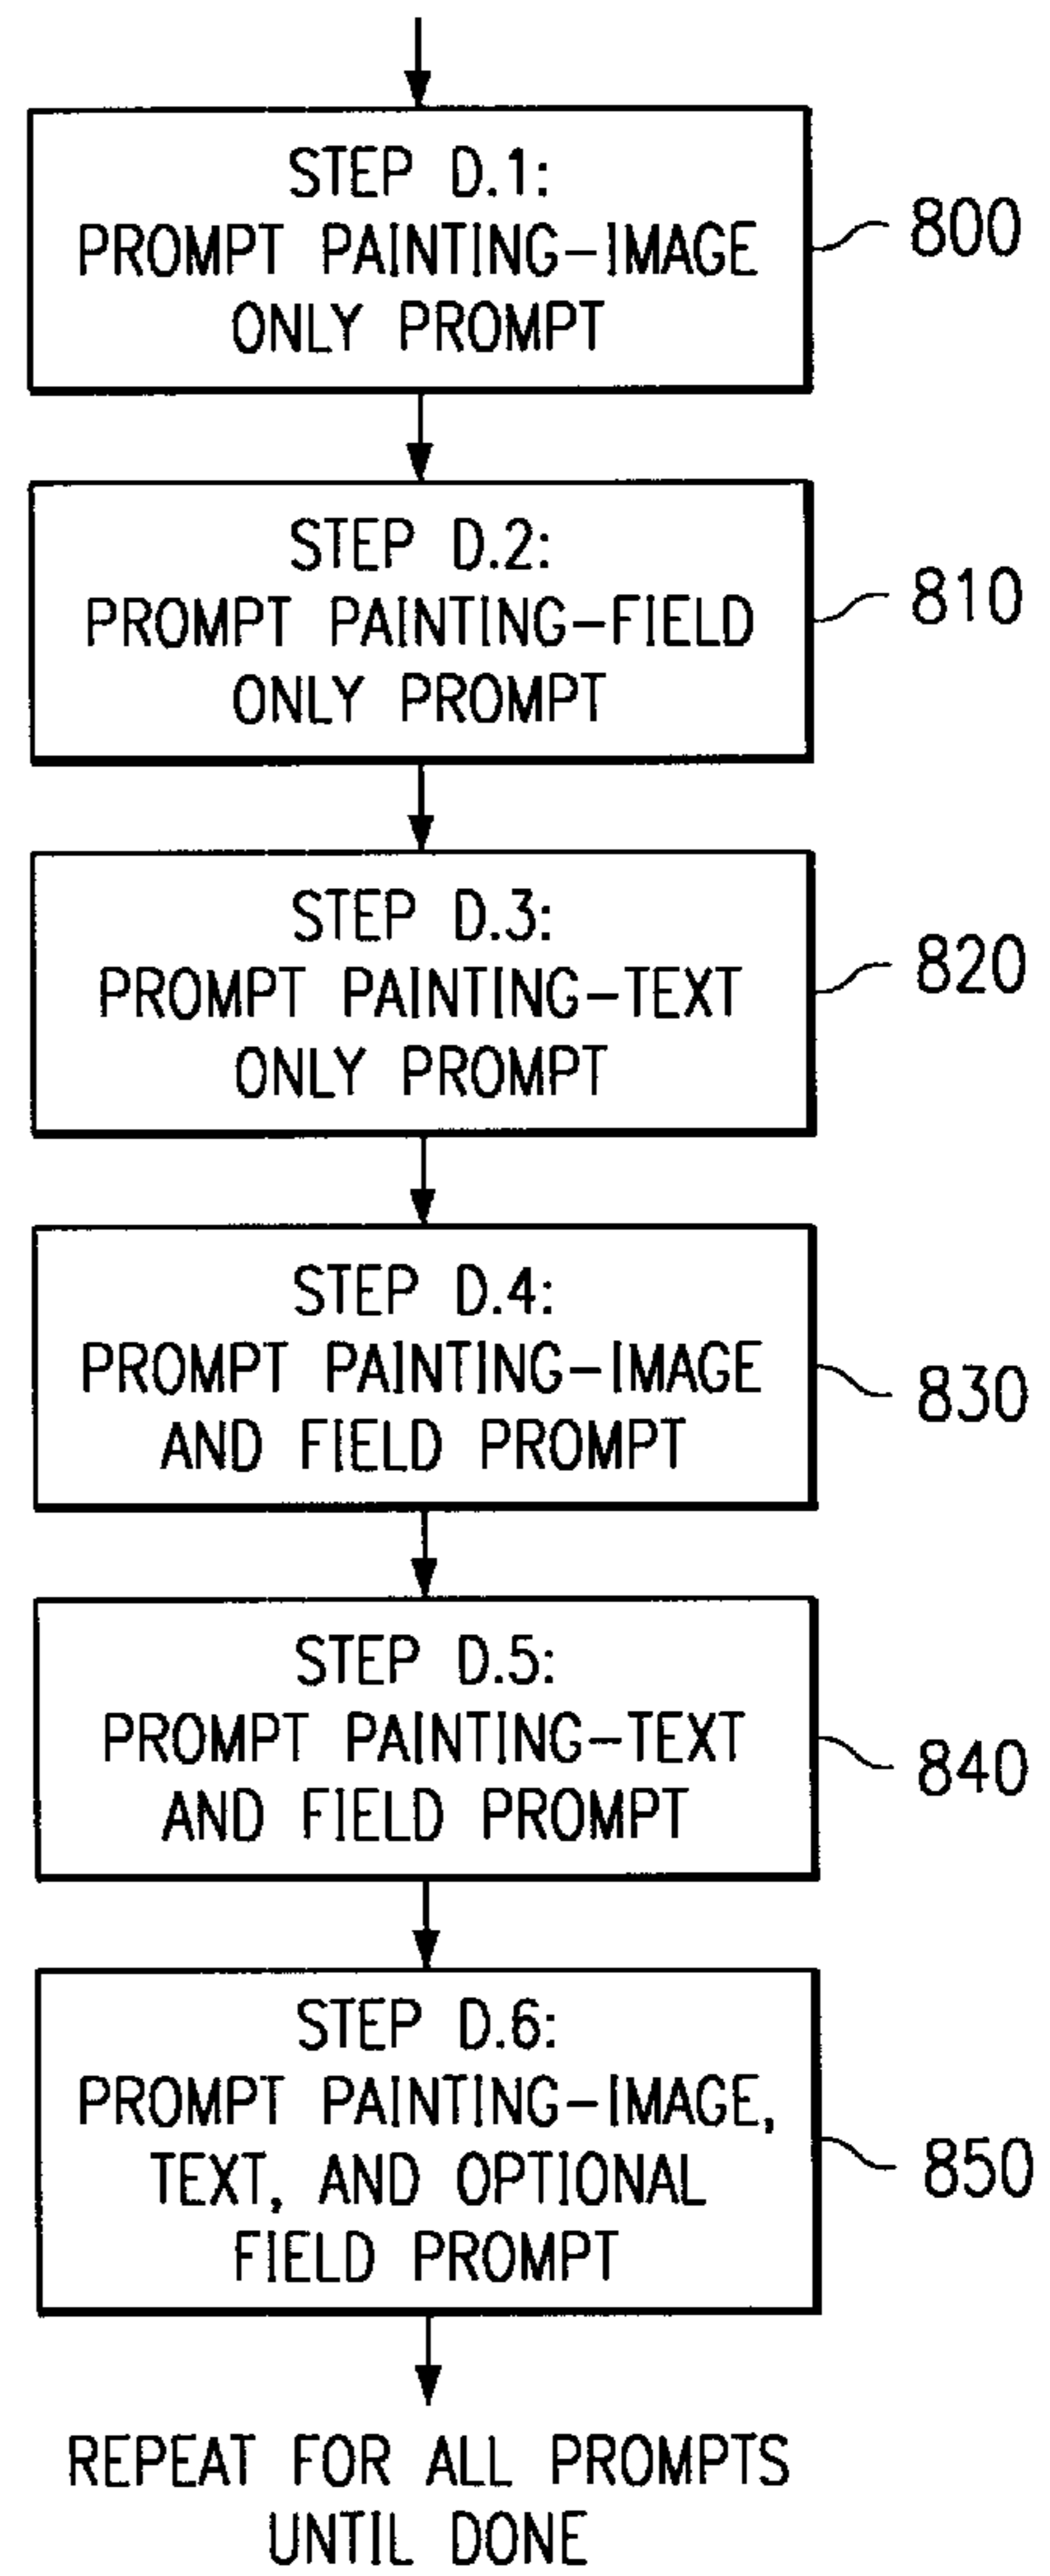 STEP D.1:
PROMPT PAINTING-IMAGE
ONLY PROMPT
800
STEP D.2:
PROMPT PAINTING-FIELD
ONLY PROMPT
810
STEP D.3:
PROMPT PAINTING-TEXT
ONLY PROMPT
820
STEP D.4:
PROMPT PAINTING-IMAGE
AND FIELD PROMPT
830
STEP D.5:
PROMPT PAINTING-TEXT
AND FIELD PROMPT
840
STEP D.6:
PROMPT PAINTING-IMAGE,
TEXT, AND OPTIONAL
FIELD PROMPT
850
REPEAT FOR ALL PROMPTS
UNTIL DONE